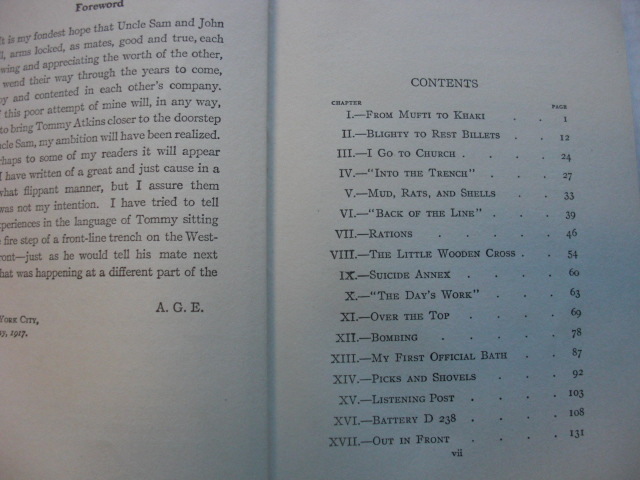 Foreword
It is my fondest hope that Uncle Sam and John
arms locked, as mates, good and true, each
wing and appreciating the worth of the other,
wend their way through the years to come,
y and contented in each other's company.
this poor attempt of mine will, in any way,
to bring Tommy Atkins closer to the doorstep
cle Sam, my ambition will have been realized.
haps to some of my readers it will appear
I have written of a great and just cause in a
what flippant manner, but I assure them
was not my intention. I have tried to tell
xperiences in the language of Tommy sitting
fire step of a front-line trench on the West-
ront—just as he would tell his mate next
hat was happening at a different part of the
A. G. E.
YORK CITY,
1917.
CONTENTS
CHAPTER PAGE
I.—FROM MUFTI TO KHAKI . . 1
II.—BLIGHTY TO REST BILLETS . . 12
III.—I GO TO CHURCH . . . . 24
IV.—"INTO THE TRENCH" . . . 27
V.—MUD, RATS, AND SHELLS . . 33
VI.—"BACK OF THE LINE" . . . 39
VII.—RATIONS . . . . . 46
VIII.—THE LITTLE WOODEN CROSS . . 54
IX.—SUICIDE ANNEX . . . . 60
X.—"THE DAY'S WORK" . . . 63
XI.—OVER THE TOP . . . . 69
XII.—BOMBING . . . . . 78
XIII.—MY FIRST OFFICIAL BATH . . 87
XIV.—PICKS AND SHOVELS . . . 92
XV.—LISTENING POST . . . . 103
XVI.—BATTERY D 238 . . . . 108
XVII.—OUT IN FRONT . . . . 131
vii